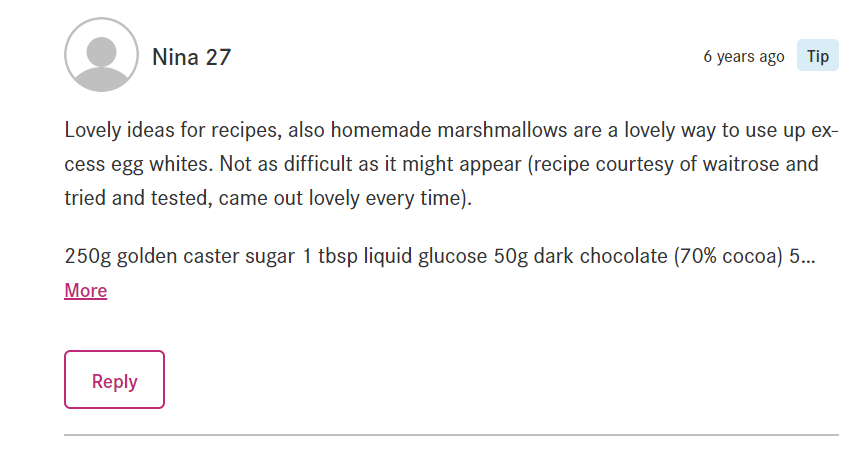 Nina 27
6 years ago
Tip
Lovely ideas for recipes, also homemade marshmallows are a lovely way to use up ex-
cess egg whites. Not as difficult as it might appear (recipe courtesy of waitrose and
tried and tested, came out lovely every time).
250g golden caster sugar 1 tbsp liquid glucose 50g dark chocolate (70% cocoa) 5...
More
Reply